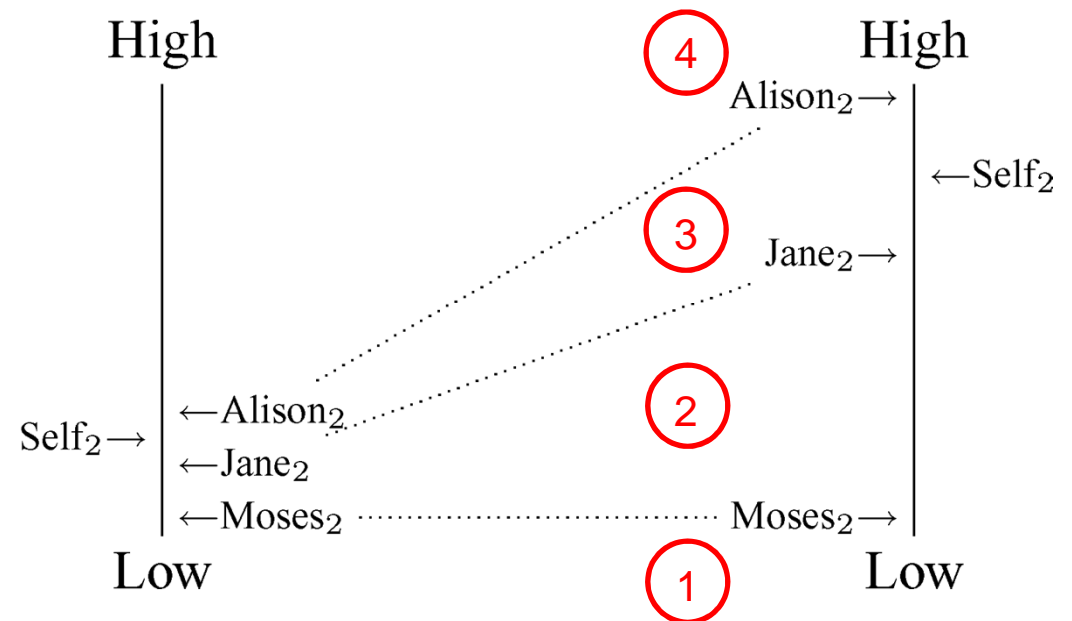 High
High
4
Alison₂→
←Self₂
3
Jane₂→
←Alison₂
2
Self₂→
←Jane₂
←Moses₂
Moses₂→
Low
Low
1